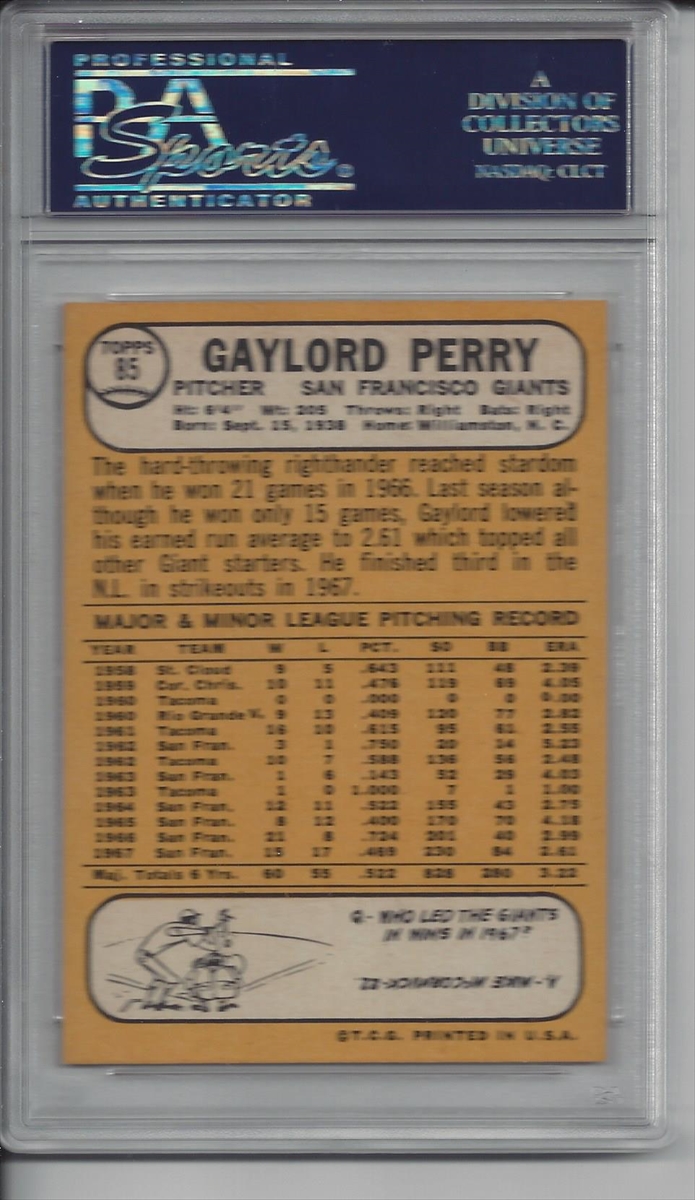 PROFESSIONAL
PSA
Sports
AUTHENTICATOR
A
DIVISION OF
COLLECTORS
UNIVERSE
NASDAQ: CLCT
TOPPS
85
GAYLORD PERRY
PITCHER SAN FRANCISCO GIANTS
Ht: 6'4" Wt: 205 Throws: Right Bats: Right
Born: Sept. 15, 1938 Home: Williamston, N. C.
The hard-throwing righthander reached stardom
when he won 21 games in 1966. Last season al-
though he won only 15 games, Gaylord lowered
his earned run average to 2.61 which topped all
other Giant starters. He finished third in the
N.L. in strikeouts in 1967.
MAJOR & MINOR LEAGUE PITCHING RECORD
YEAR TEAM W L PCT. SO BB ERA
1958 St. Cloud 9 5 .643 111 48 2.39
1959 Cor. Chris. 10 11 .476 119 69 4.05
1960 Tacoma 0 0 .000 0 0 0.00
1960 Rio Grande V. 9 13 .409 120 77 2.82
1961 Tacoma 16 10 .615 95 61 2.55
1962 San Fran. 3 1 .750 20 14 5.23
1962 Tacoma 10 7 .588 136 56 2.48
1963 San Fran. 1 6 .143 52 29 4.03
1963 Tacoma 1 0 1.000 7 1 1.00
1964 San Fran. 12 11 .522 155 43 2.75
1965 San Fran. 8 12 .400 170 70 4.18
1966 San Fran. 21 8 .724 201 40 2.99
1967 San Fran. 15 17 .469 230 84 2.61
Maj. Totals 6 Yrs. 60 55 .522 828 280 3.22
Q- WHO LED THE GIANTS
IN WINS IN 1967?
A- MIKE McCORMICK-22.
©T.C.G. PRINTED IN U.S.A.